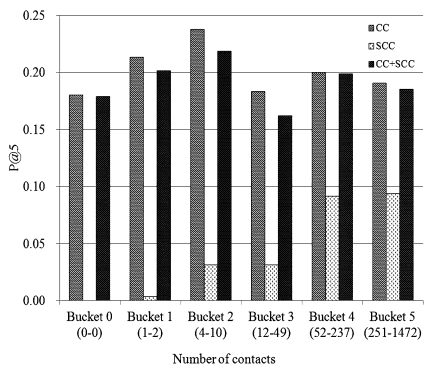 0.25
0.20
0.15
0.10
0.05
0.00
P@5
CC
SCC
CC+SCC
Bucket 0 Bucket 1 Bucket 2 Bucket 3 Bucket 4 Bucket 5
(0-0) (1-2) (4-10) (12-49) (52-237) (251-1472)
Number of contacts